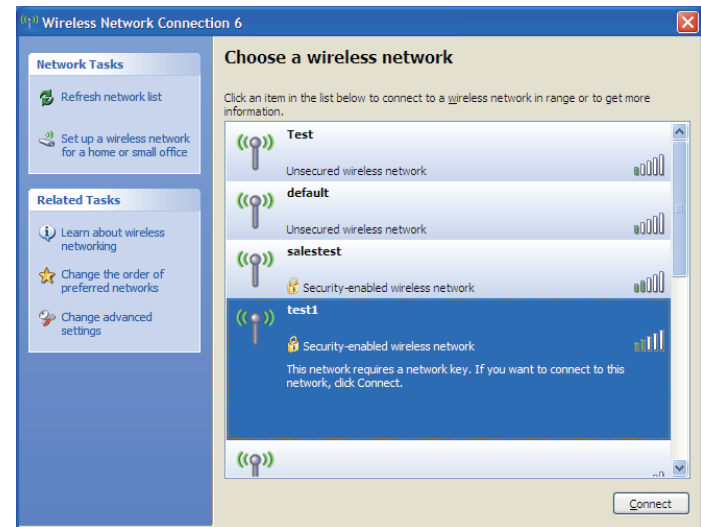 Wireless Network Connection 6
Network Tasks
Refresh network list
Set up a wireless network
for a home or small office
Related Tasks
Learn about wireless
networking
Change the order of
preferred networks
Change advanced
settings
Choose a wireless network
Click an item in the list below to connect to a wireless network in range or to get more
information.
Test
Unsecured wireless network
default
Unsecured wireless network
salestest
Security-enabled wireless network
test1
Security-enabled wireless network
This network requires a network key. If you want to connect to this
network, click Connect.
Connect